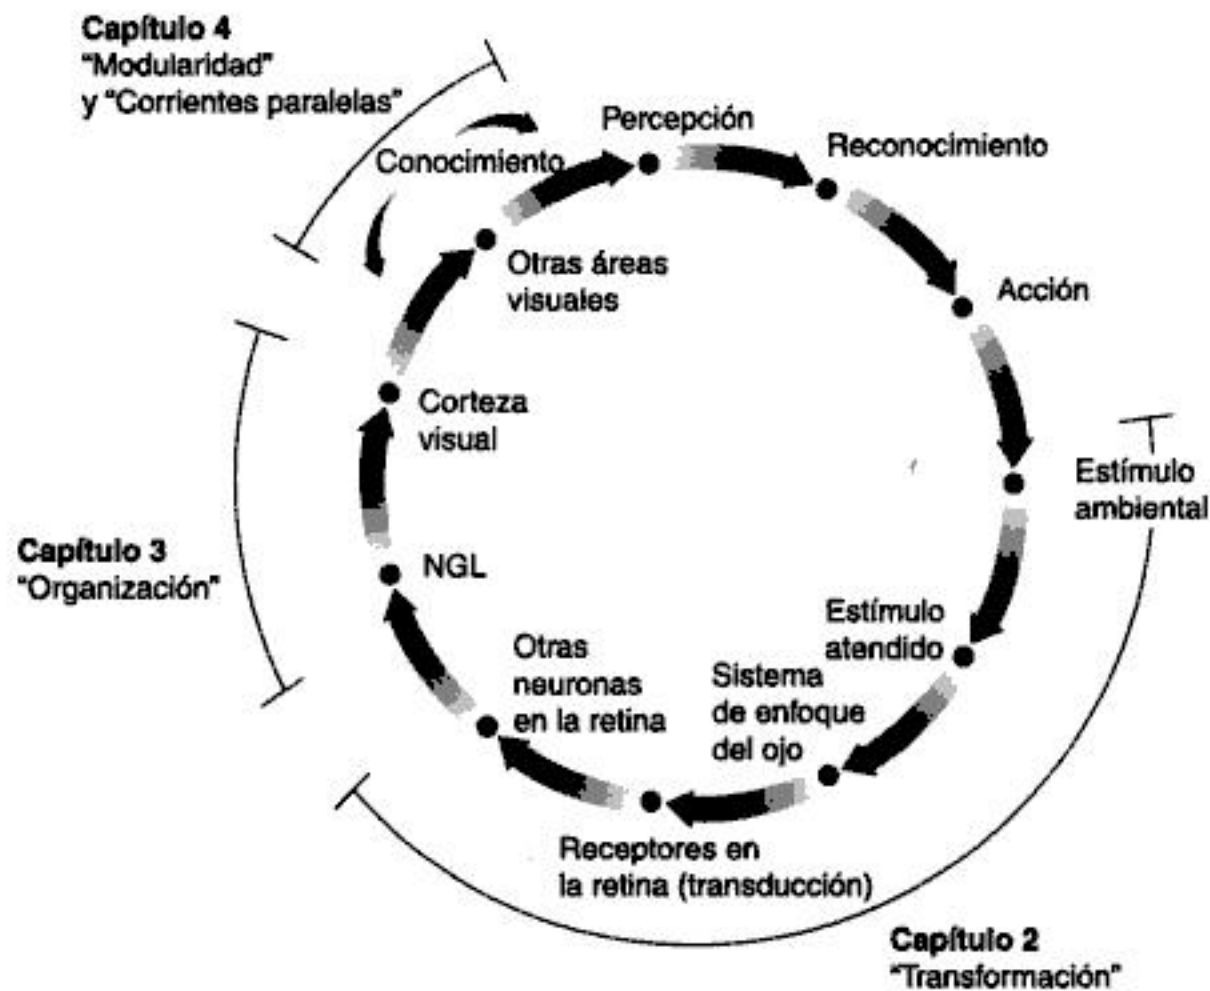 Capítulo 4
“Modularidad”
y “Corrientes paralelas”
Conocimiento
Percepción
Reconocimiento
Acción
Estímulo
ambiental
Estímulo
atendido
Sistema
de enfoque
del ojo
Receptores en
la retina (transducción)
Otras
neuronas
en la retina
NGL
Corteza
visual
Otras áreas
visuales
Capítulo 3
“Organización”
Capítulo 2
“Transformación”